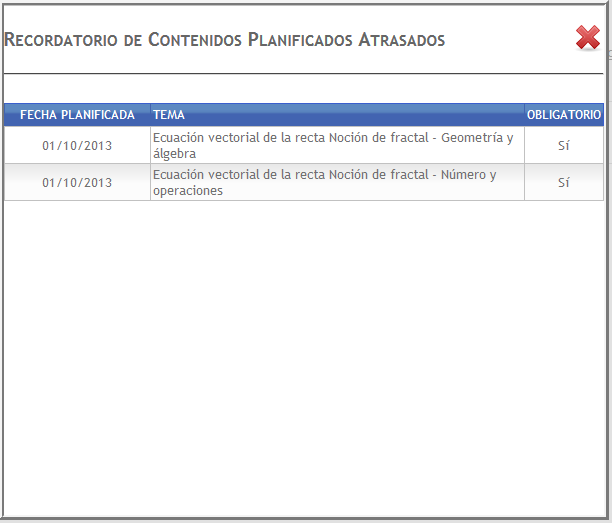 Recordatorio de Contenidos Planificados Atrasados
FECHA PLANIFICADA TEMA OBLIGATORIO
01/10/2013 Ecuación vectorial de la recta Noción de fractal - Geometría y álgebra Sí
01/10/2013 Ecuación vectorial de la recta Noción de fractal - Número y operaciones Sí